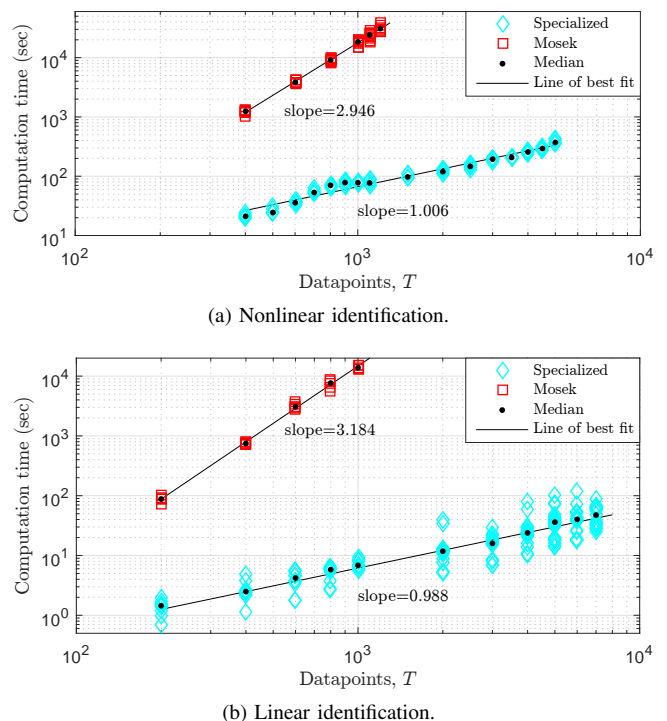 Computation time (sec)
10^4
10^3
10^2
10^1
slope=2.946
slope=1.006
Specialized
Mosek
Median
Line of best fit
10^2
10^3
10^4
Datapoints, T
(a) Nonlinear identification.
Computation time (sec)
10^4
10^3
10^2
10^1
10^0
slope=3.184
slope=0.988
Specialized
Mosek
Median
Line of best fit
10^2
10^3
10^4
Datapoints, T
(b) Linear identification.